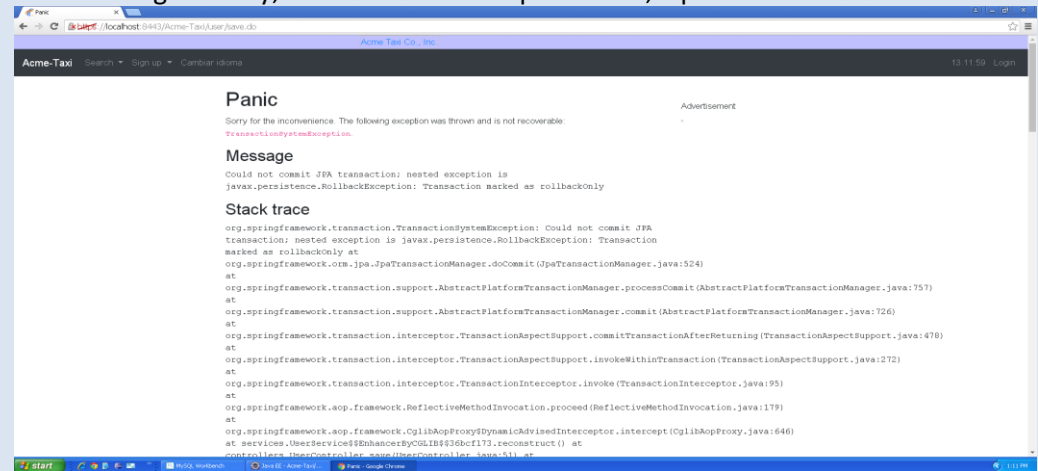 Panic
https://localhost:8443/Acme-Taxi/user/save.do
Acme Taxi Co., Inc.
Acme-Taxi Search Sign up Cambiar idioma 13:11:59 Login
Panic
Advertisement
Sorry for the inconvenience. The following exception was thrown and is not recoverable:
TransactionSystemException.
Message
Could not commit JPA transaction; nested exception is
javax.persistence.RollbackException: Transaction marked as rollbackOnly
Stack trace
org.springframework.transaction.TransactionSystemException: Could not commit JPA
transaction; nested exception is javax.persistence.RollbackException: Transaction
marked as rollbackOnly at
org.springframework.orm.jpa.JpaTransactionManager.doCommit(JpaTransactionManager.java:524)
at
org.springframework.transaction.support.AbstractPlatformTransactionManager.processCommit(AbstractPlatformTransactionManager.java:757)
at
org.springframework.transaction.support.AbstractPlatformTransactionManager.commit(AbstractPlatformTransactionManager.java:726)
at
org.springframework.transaction.interceptor.TransactionAspectSupport.commitTransactionAfterReturning(TransactionAspectSupport.java:478)
at
org.springframework.transaction.interceptor.TransactionAspectSupport.invokeWithinTransaction(TransactionAspectSupport.java:272)
at
org.springframework.transaction.interceptor.TransactionInterceptor.invoke(TransactionInterceptor.java:95)
at
org.springframework.aop.framework.ReflectiveMethodInvocation.proceed(ReflectiveMethodInvocation.java:179)
at
org.springframework.aop.framework.CglibAopProxy$DynamicAdvisedInterceptor.intercept(CglibAopProxy.java:646)
at services.UserService$$EnhancerByCGLIB$$36bcf173.reconstruct() at
controllers.UserController.save(UserController.java:51) at
start MySQL Workbench Java EE - Acme-Taxi/... Panic - Google Chrome 1:11 PM